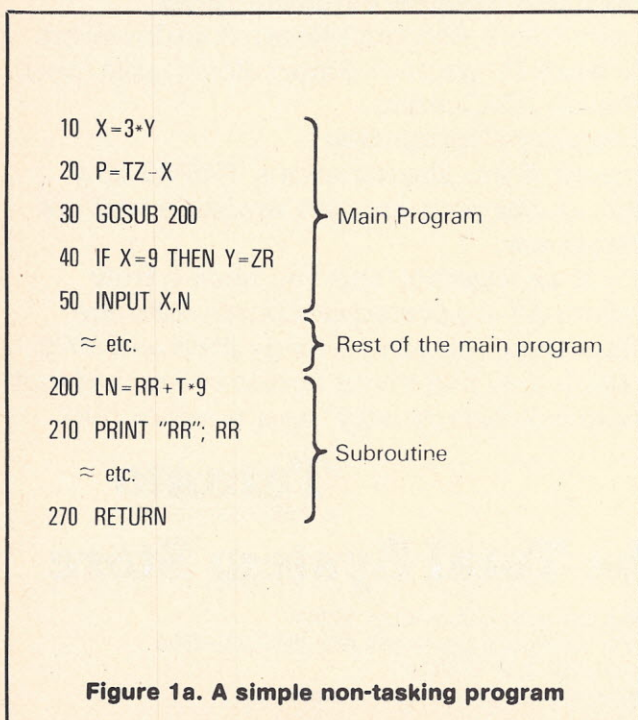 10 X=3*Y
20 P=TZ-X
30 GOSUB 200
Main Program
40 IF X=9 THEN Y=ZR
50 INPUT X,N
≈ etc.
Rest of the main program
200 LN=RR+T*9
210 PRINT "RR"; RR
Subroutine
≈ etc.
270 RETURN
Figure 1a. A simple non-tasking program